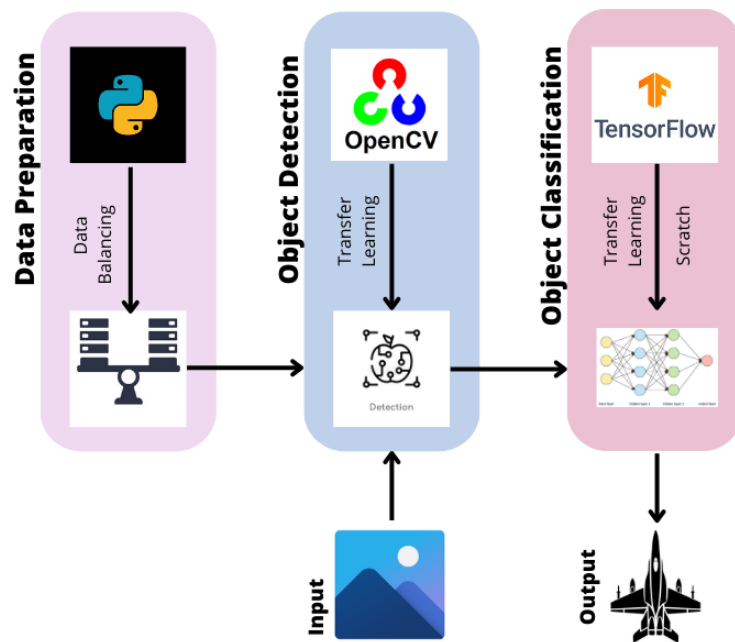 Data Preparation
Data
Balancing
Object Detection
OpenCV
Transfer
Learning
Detection
Object Classification
TensorFlow
Transfer
Learning
Scratch
Input
Output